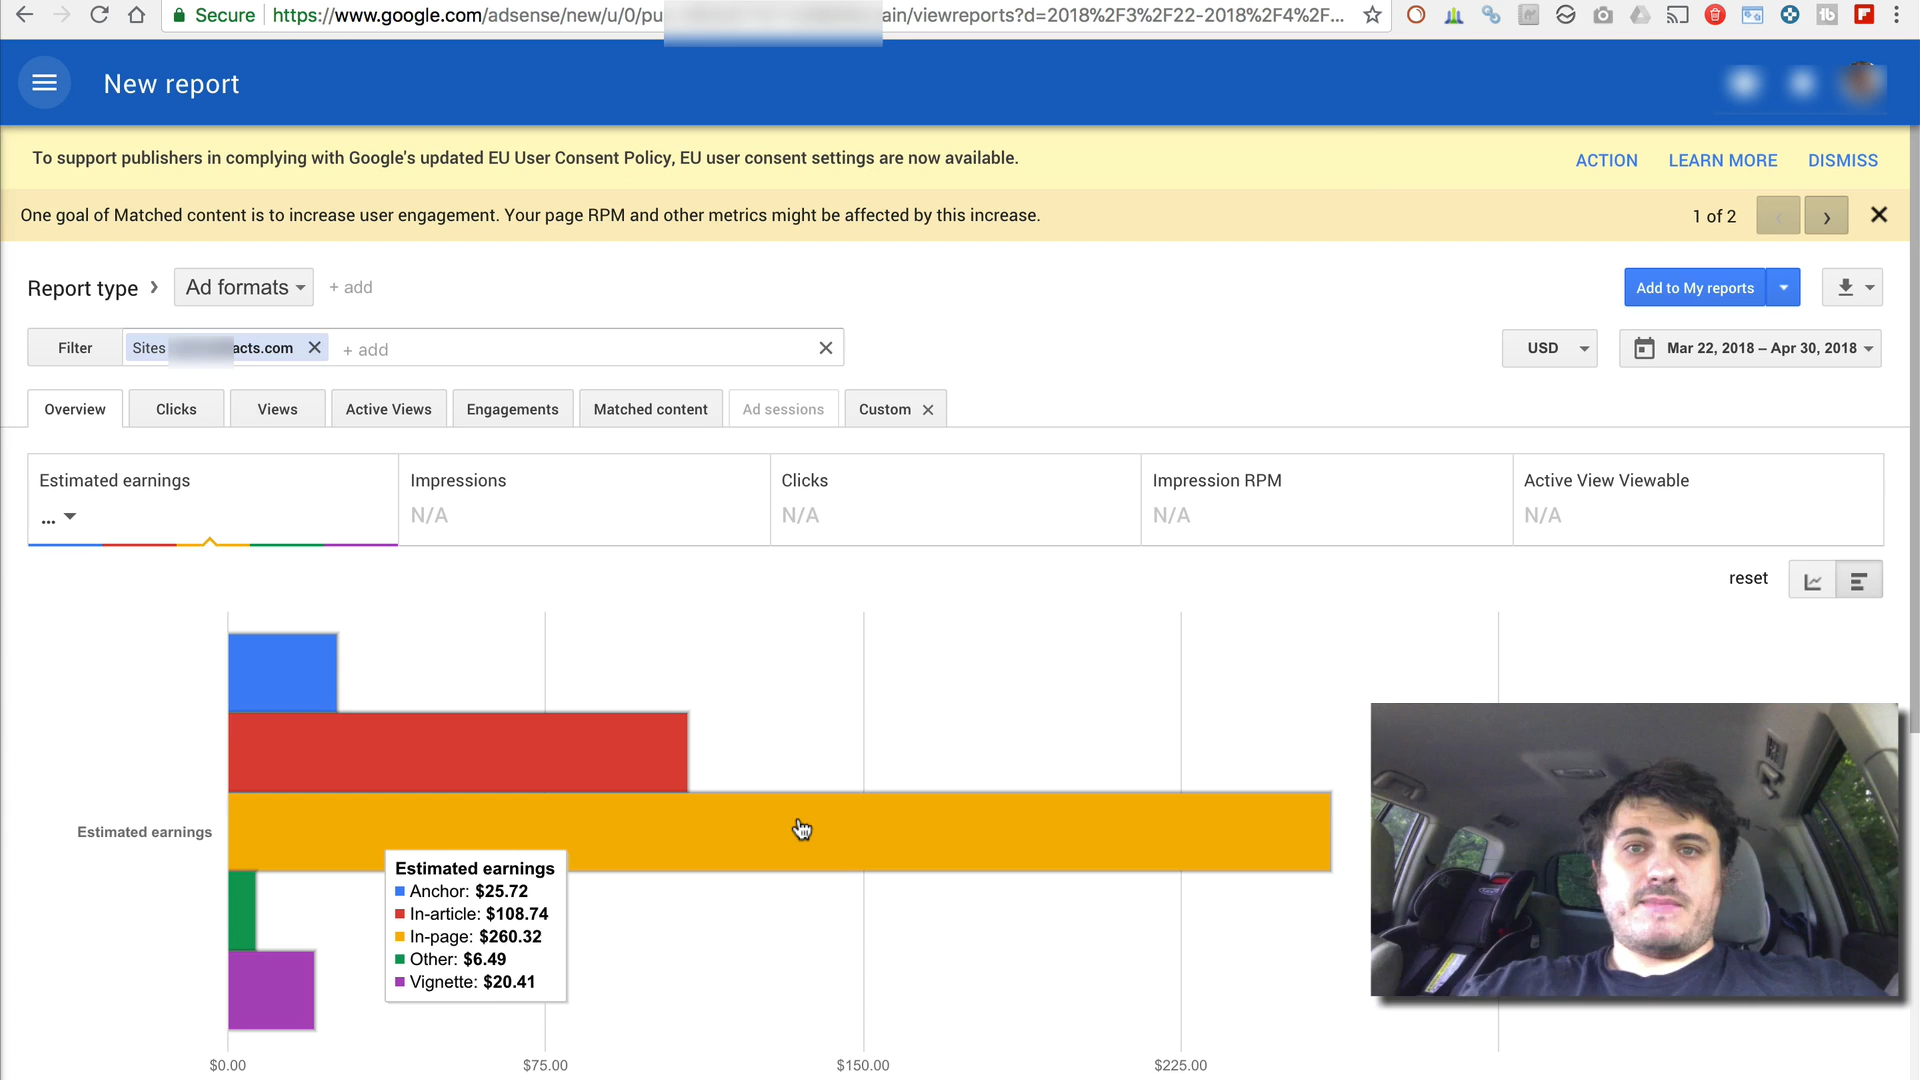 Secure https://www.google.com/adsense/new/u/0/pu ain/viewreports?d=2018%2F3%2F22-2018%2F4%2F...
New report
To support publishers in complying with Google's updated EU User Consent Policy, EU user consent settings are now available.
ACTION LEARN MORE DISMISS
One goal of Matched content is to increase user engagement. Your page RPM and other metrics might be affected by this increase.
1 of 2
Report type Ad formats + add
Add to My reports
Filter Sites acts.com + add
USD Mar 22, 2018 – Apr 30, 2018
Overview Clicks Views Active Views Engagements Matched content Ad sessions Custom
Estimated earnings Impressions Clicks Impression RPM Active View Viewable
... N/A N/A N/A N/A
reset
Estimated earnings
Estimated earnings
Anchor: $25.72
In-article: $108.74
In-page: $260.32
Other: $6.49
Vignette: $20.41
$0.00 $75.00 $150.00 $225.00